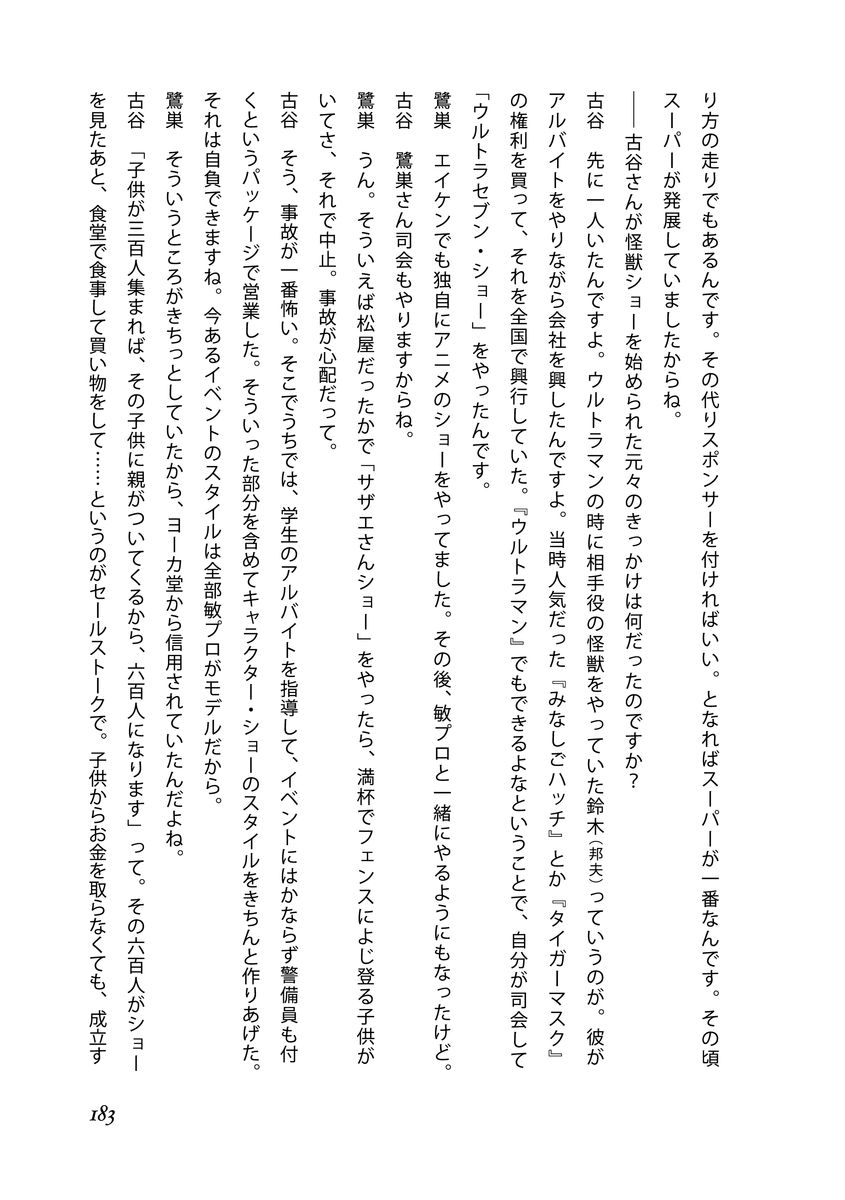 り方の走りでもあるんです。その代りスポンサーを付ければいい。となればスーパーが一番なんです。その頃
スーパーが発展していましたからね。
――古谷さんが怪獣ショーを始められた元々のきっかけは何だったのですか？
古谷　先に一人いたんですよ。ウルトラマンの時に相手役の怪獣をやっていた鈴木（邦夫）っていうのが。彼が
アルバイトをやりながら会社を興したんですよ。当時人気だった『みなしごハッチ』とか『タイガーマスク』
の権利を買って、それを全国で興行していた。『ウルトラマン』でもできるよなということで、自分が司会して
「ウルトラセブン・ショー」をやったんです。
鷺巣　エイケンでも独自にアニメのショーをやってました。その後、敏プロと一緒にやるようにもなったけど。
古谷　鷺巣さん司会もやりますからね。
鷺巣　うん。そういえば松屋だったかで「サザエさんショー」をやったら、満杯でフェンスによじ登る子供が
いてさ、それで中止。事故が心配だって。
古谷　そう、事故が一番怖い。そこでうちでは、学生のアルバイトを指導して、イベントにはかならず警備員も付
くというパッケージで営業した。そういった部分を含めてキャラクター・ショーのスタイルをきちんと作りあげた。
それは自負できますね。今あるイベントのスタイルは全部敏プロがモデルだから。
鷺巣　そういうところがきちっとしていたから、ヨーカ堂から信用されていたんだよね。
古谷　「子供が三百人集まれば、その子供に親がついてくるから、六百人になります」って。その六百人がショー
を見たあと、食堂で食事して買い物をして……というのがセールストークで。子供からお金を取らなくても、成立す
183